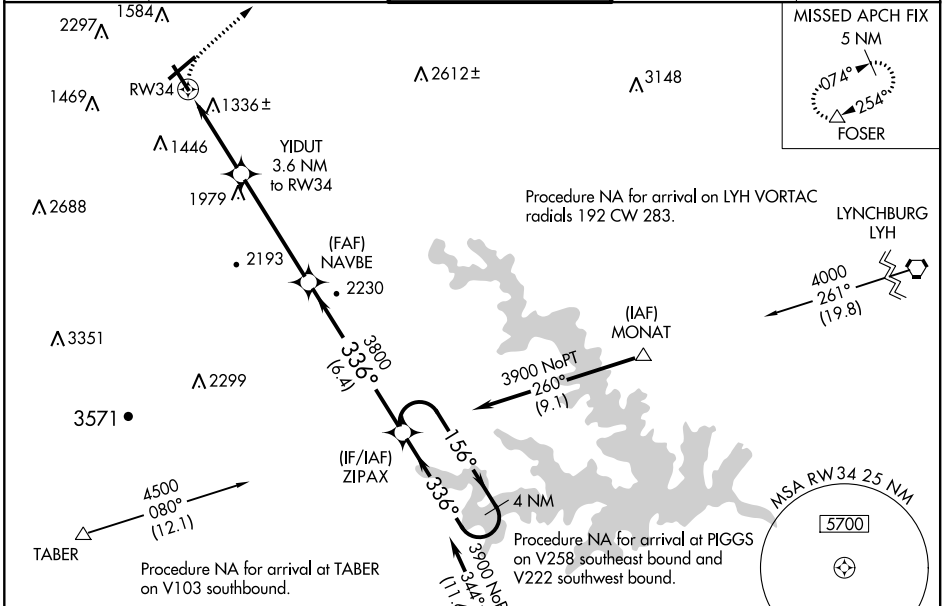 1584
2297
RW34
1469
1336±
1446
YIDUT
3.6 NM
to RW34
1979
2688
2612±
3148
MISSED APCH FIX
5 NM
074°
254°
FOSER
Procedure NA for arrival on LYH VORTAC
radials 192 CW 283.
LYNCHBURG
LYH
4000
261°
(19.8)
(FAF)
NAVBE
2193
2230
3351
2299
3571
3800
336°
(6.4)
(IAF)
MONAT
3900 NoPT
260°
(9.1)
(IF/IAF)
ZIPAX
156°
336°
4 NM
4500
080°
(12.1)
TABER
Procedure NA for arrival at TABER
on V103 southbound.
3900 NoPT
344°
Procedure NA for arrival at PIGGS
on V258 southeast bound and
V222 southwest bound.
MSA RW34 25 NM
5700